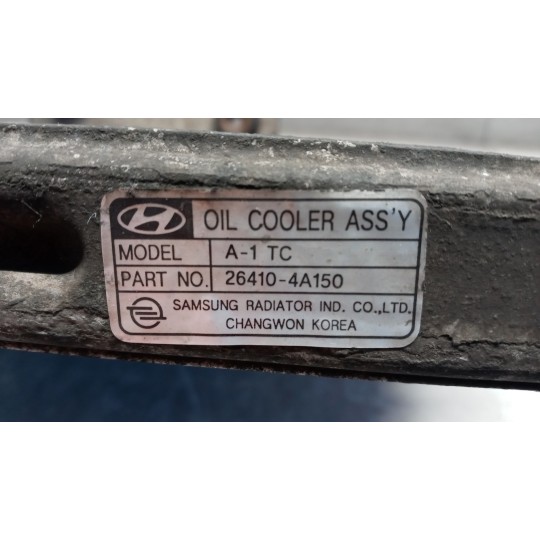 OIL COOLER ASS'Y
MODEL A-1 TC
PART NO. 26410-4A150
SAMSUNG RADIATOR IND. CO.,LTD.
CHANGWON KOREA